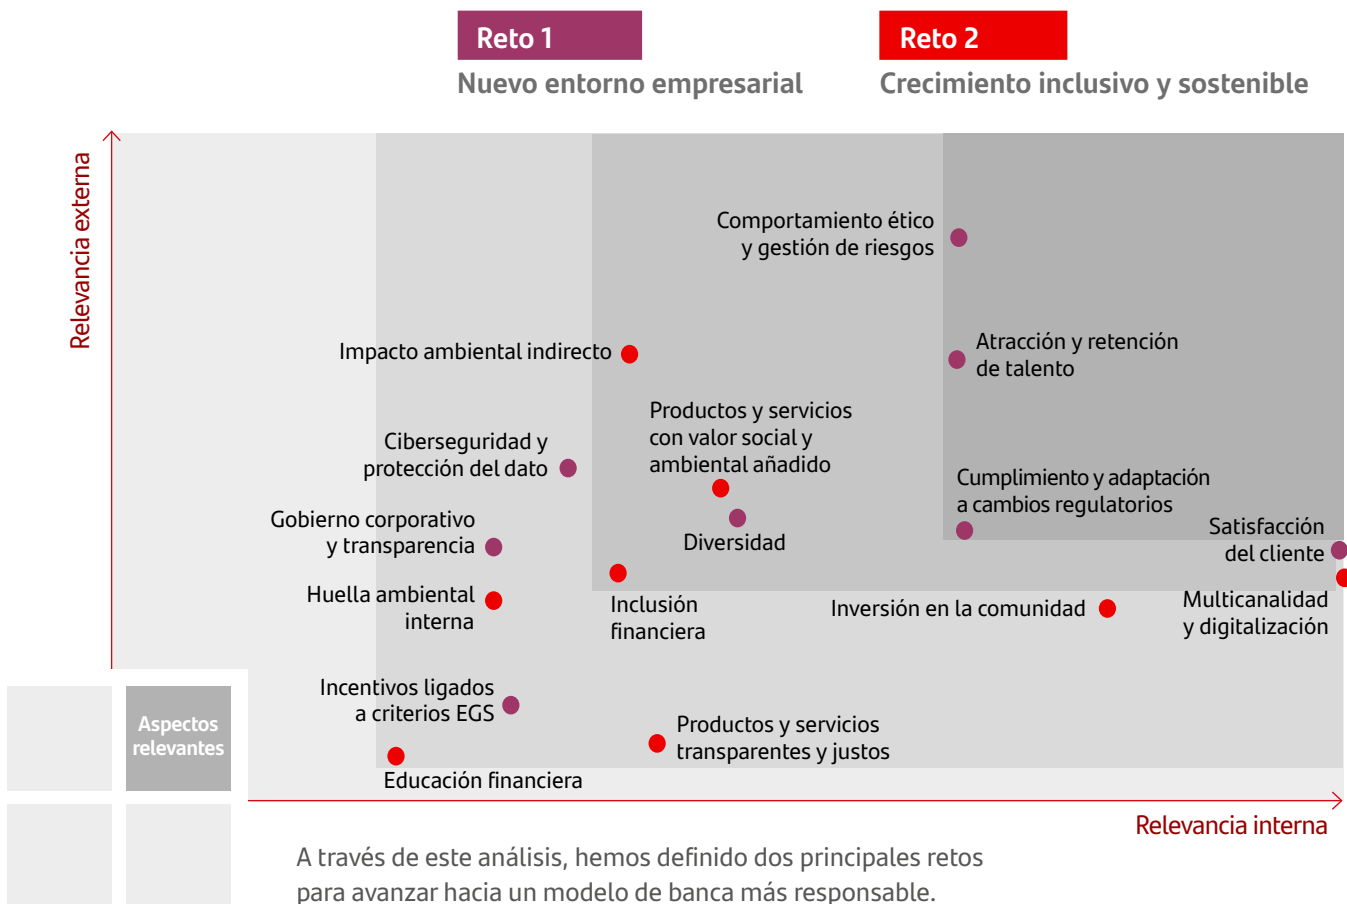 Reto 1
Nuevo entorno empresarial
Reto 2
Crecimiento inclusivo y sostenible
Relevancia externa
Comportamiento ético
y gestión de riesgos
Impacto ambiental indirecto
Atracción y retención
de talento
Productos y servicios
con valor social y
ambiental añadido
Ciberseguridad y
protección del dato
Cumplimiento y adaptación
a cambios regulatorios
Gobierno corporativo
y transparencia
Diversidad
Satisfacción
del cliente
Huella ambiental
interna
Inclusión
financiera
Inversión en la comunidad
Multicanalidad
y digitalización
Incentivos ligados
a criterios EGS
Productos y servicios
transparentes y justos
Educación financiera
Aspectos
relevantes
Relevancia interna
A través de este análisis, hemos definido dos principales retos
para avanzar hacia un modelo de banca más responsable.